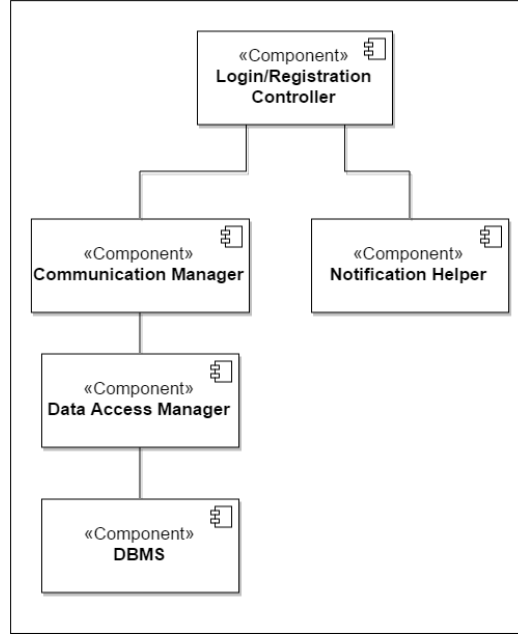 «Component»
Login/Registration
Controller
«Component»
Communication Manager
«Component»
Notification Helper
«Component»
Data Access Manager
«Component»
DBMS